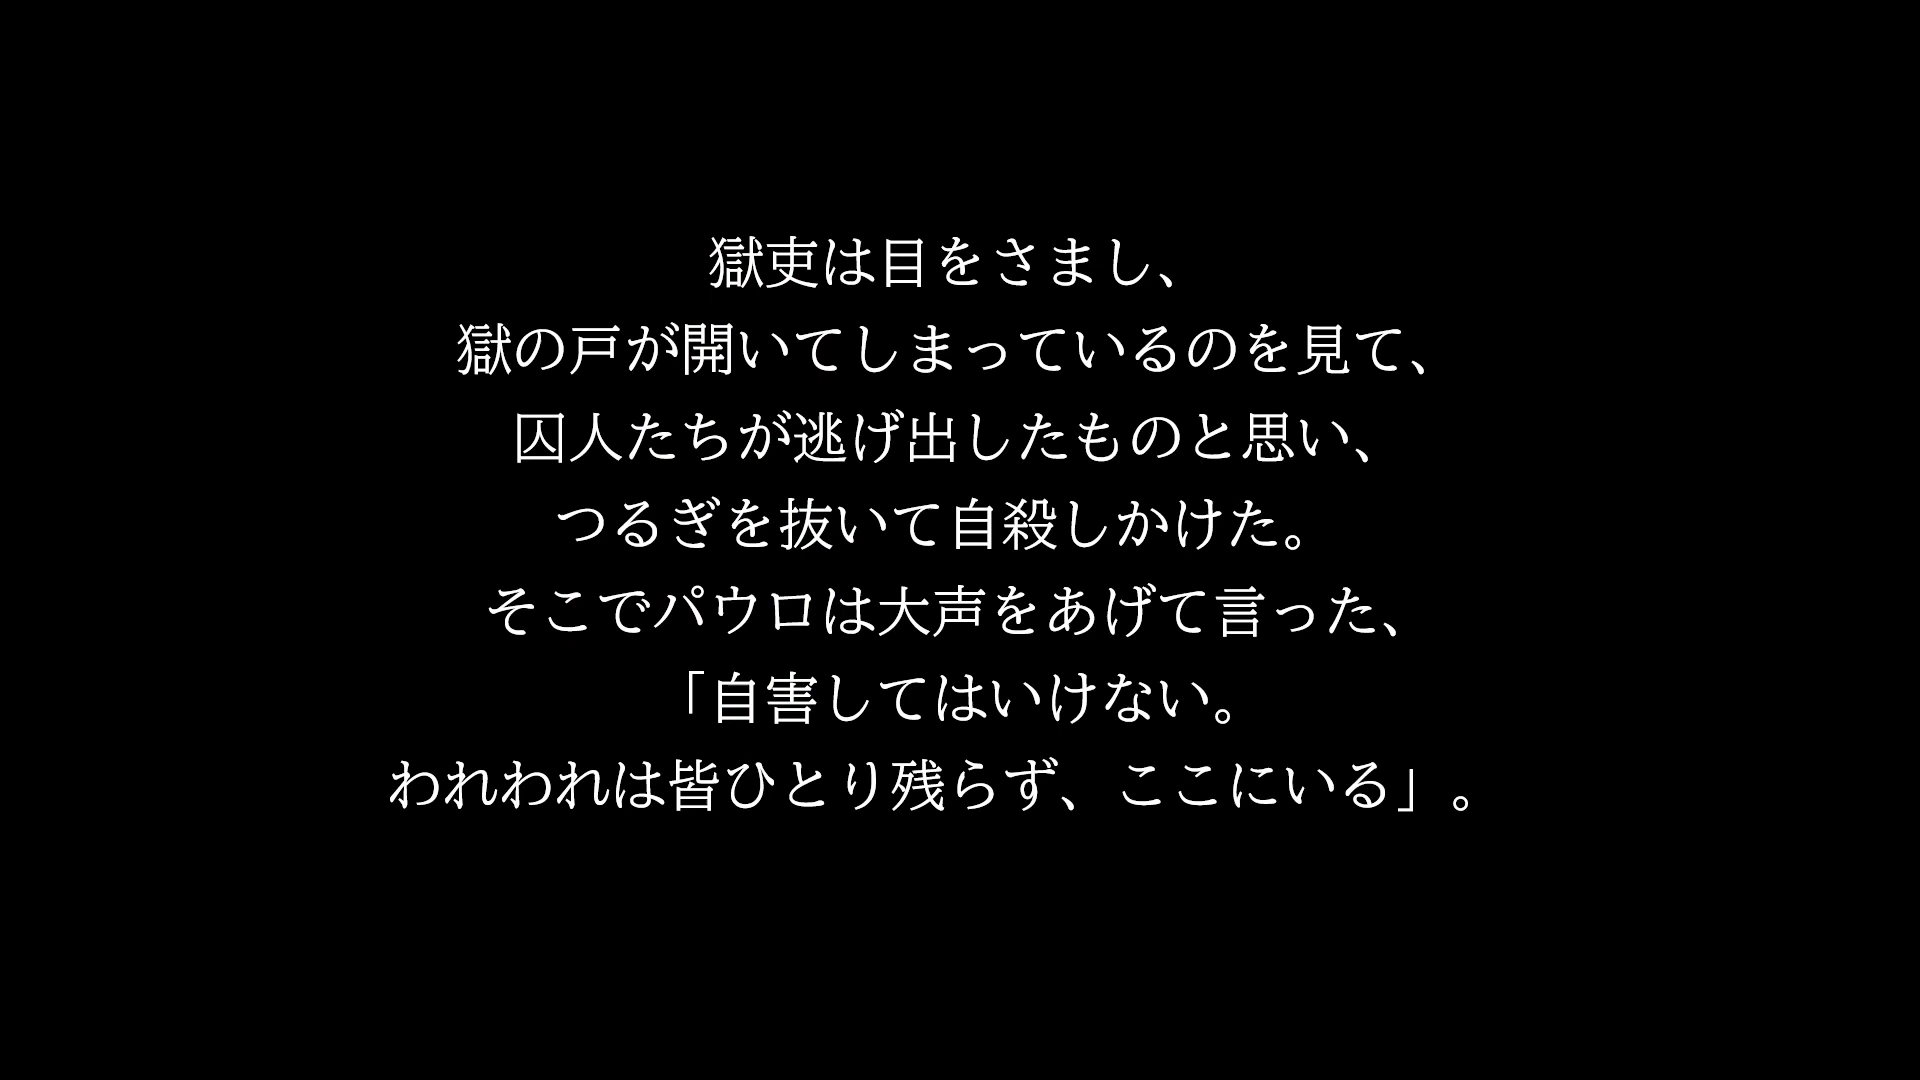 獄吏は目をさまし、
獄の戸が開いてしまっているのを見て、
囚人たちが逃げ出したものと思い、
つるぎを抜いて自殺しかけた。
そこでパウロは大声をあげて言った、
「自害してはいけない。
われわれは皆ひとり残らず、ここにいる」。